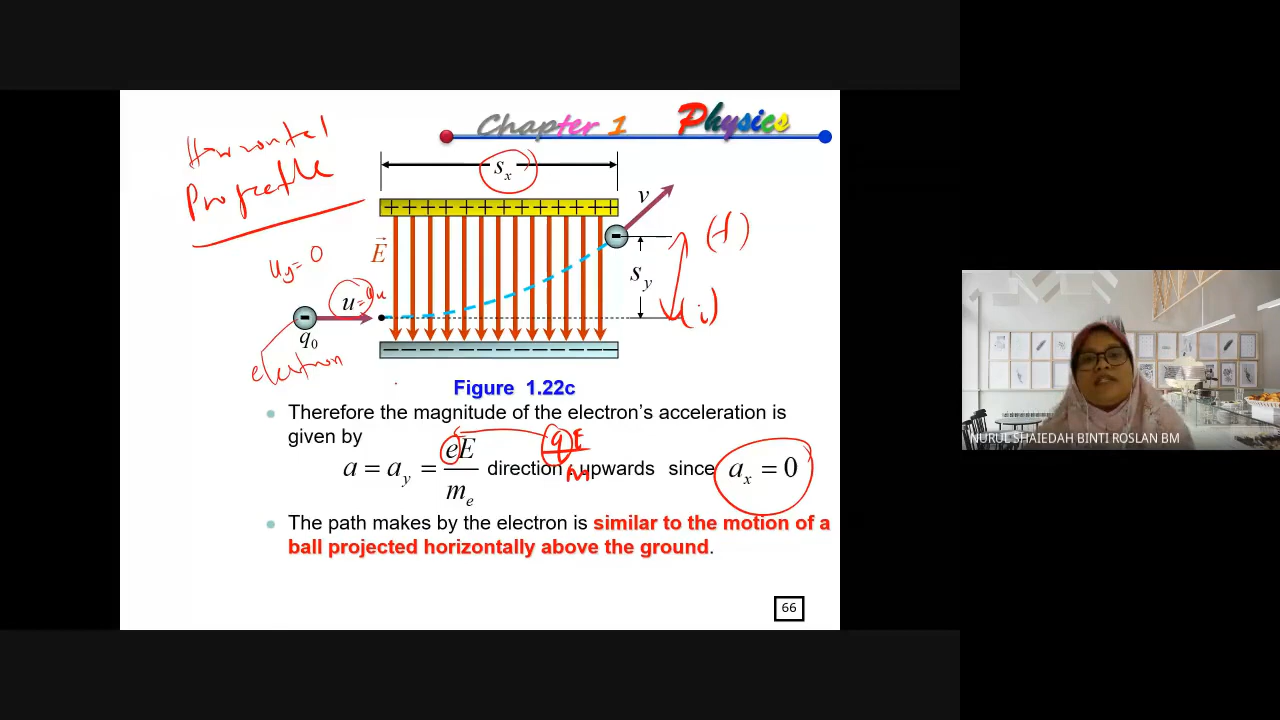 Chapter 1 Physics
Horizontal
Projectile
s_x
+ + + + + + + + + + + + + +
v
(f)
E⃗
u_y = 0
s_y
u = u_x
(i)
q_0
electron
− − − − − − − − − − − − − −
Figure 1.22c
Therefore the magnitude of the electron's acceleration is
given by
a = a_y = eE/m_e direction : upwards since a_x = 0
qE/m
The path makes by the electron is similar to the motion of a
ball projected horizontally above the ground.
66
NURUL SHAIEDAH BINTI ROSLAN BM